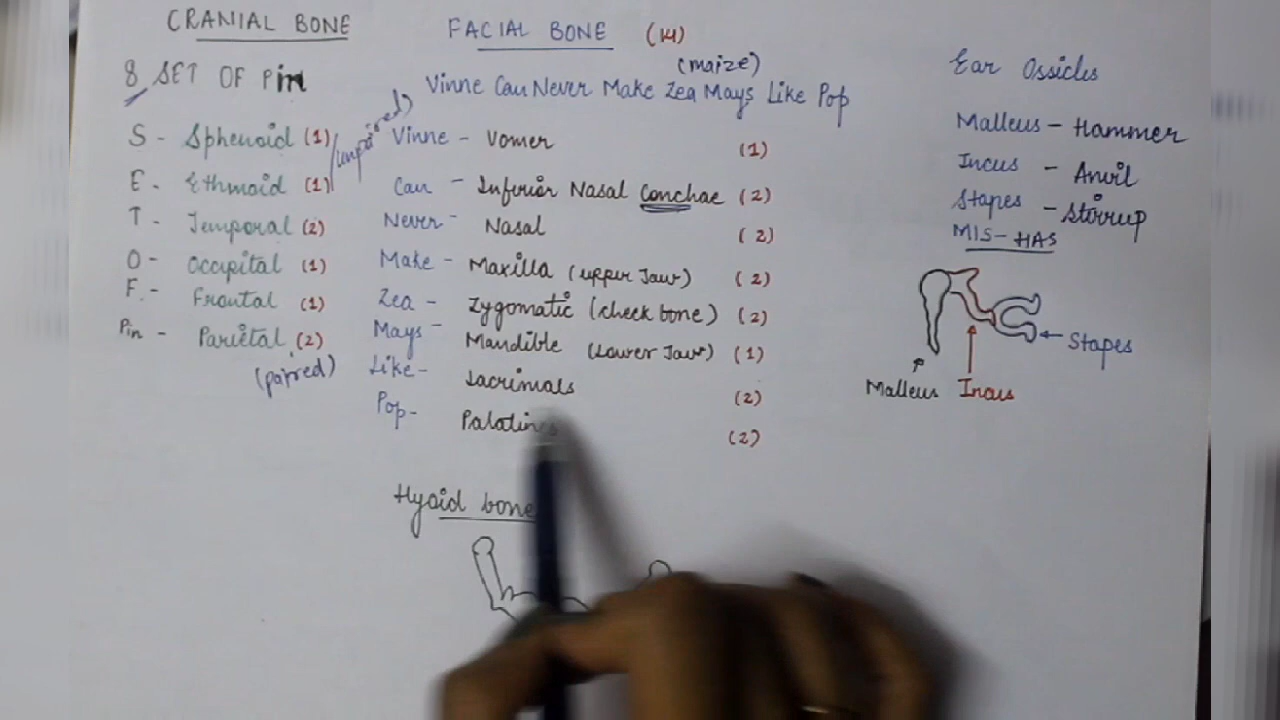 CRANIAL BONE
8 SET OF Pin
S - Sphenoid (1)
E - Ethmoid (1)
(unpaired)
T - Temporal (2)
O - Occipital (1)
F. - Frontal (1)
Pin - Parietal (2)
(paired)
FACIAL BONE (14)
(maize)
Vinne Can Never Make Zea Mays Like Pop
Vinne - Vomer (1)
Can - Inferior Nasal Conchae (2)
Never - Nasal (2)
Make - Maxilla (upper Jaw) (2)
Zea - Zygomatic (cheek bone) (2)
Mays - Mandible (Lower Jaw) (1)
Like - Lacrimals (2)
Pop - Palatines (2)
Hyoid bone
Ear Ossicles
Malleus - Hammer
Incus - Anvil
Stapes - Stirrup
MIS - HAS
Stapes
Malleus Incus